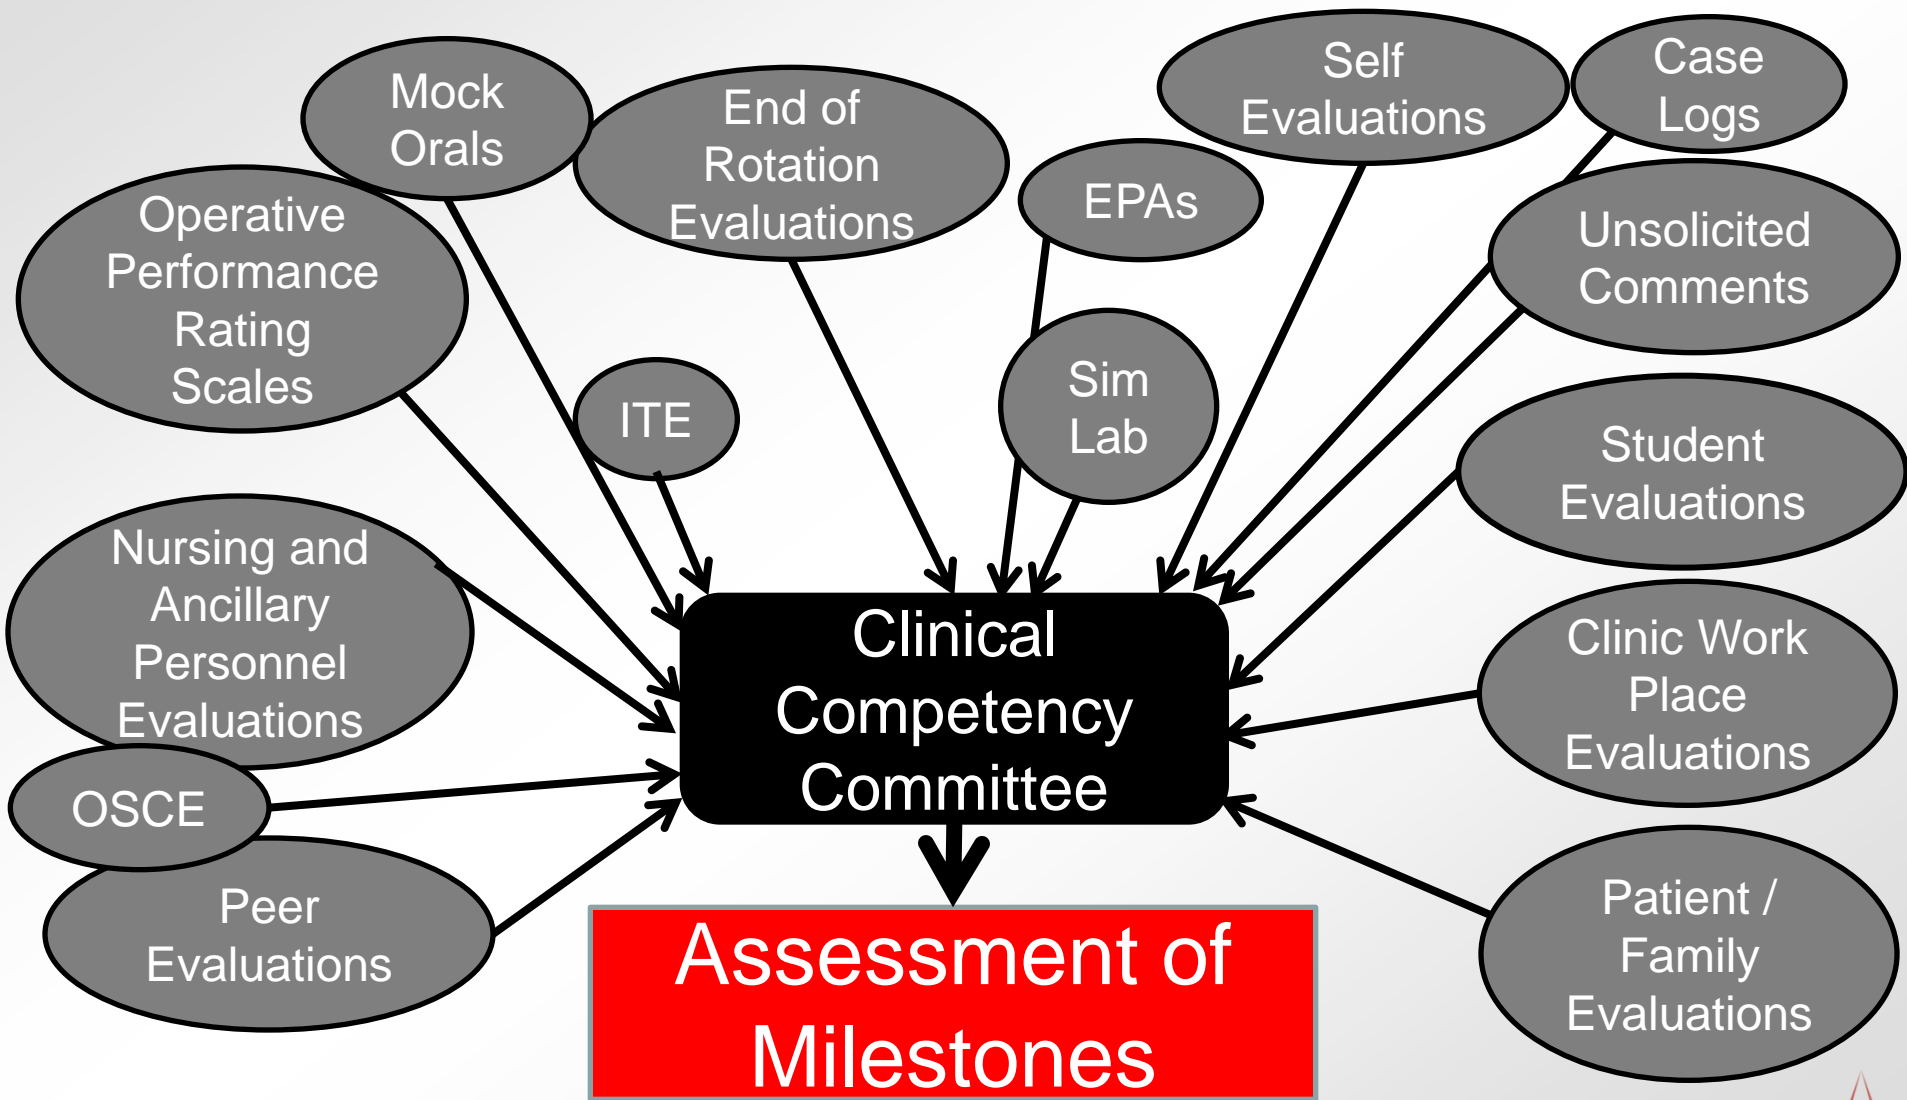 Mock
Orals
End of
Rotation
Evaluations
Self
Evaluations
Case
Logs
Operative
Performance
Rating
Scales
EPAs
Unsolicited
Comments
ITE
Sim
Lab
Student
Evaluations
Nursing and
Ancillary
Personnel
Evaluations
Clinical
Competency
Committee
Clinic Work
Place
Evaluations
OSCE
Peer
Evaluations
Patient /
Family
Evaluations
Assessment of
Milestones